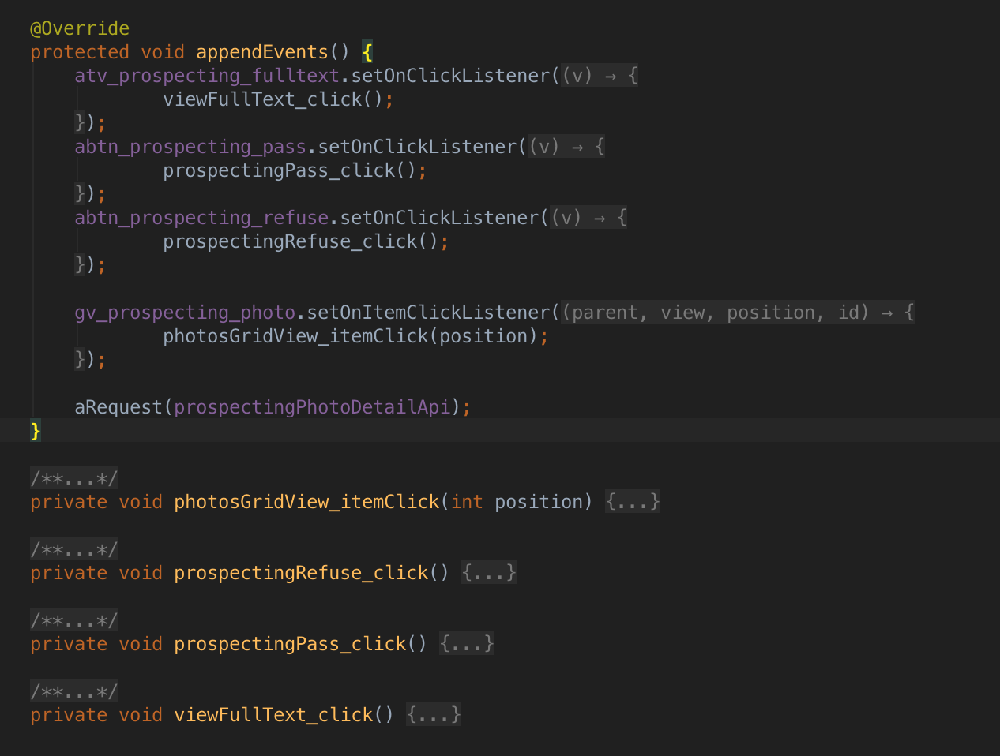 @Override
protected void appendEvents() {
    atv_prospecting_fulltext.setOnClickListener((v) → {
            viewFullText_click();
    });
    abtn_prospecting_pass.setOnClickListener((v) → {
            prospectingPass_click();
    });
    abtn_prospecting_refuse.setOnClickListener((v) → {
            prospectingRefuse_click();
    });

    gv_prospecting_photo.setOnItemClickListener((parent, view, position, id) → {
            photosGridView_itemClick(position);
    });

    aRequest(prospectingPhotoDetailApi);
}

/**...*/
private void photosGridView_itemClick(int position) {...}

/**...*/
private void prospectingRefuse_click() {...}

/**...*/
private void prospectingPass_click() {...}

/**...*/
private void viewFullText_click() {...}